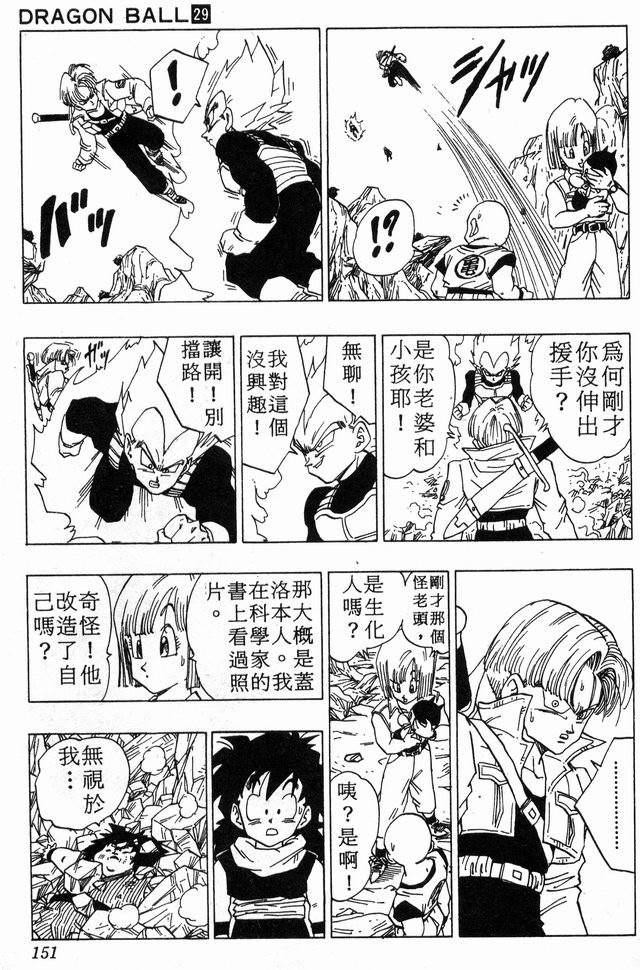 DRAGON BALL 29
シャッ
!?
!
バッ
爲何剛才
你沒伸出
援手？
是你老婆和
小孩耶！
無聊！
我對這個
沒興趣！
讓開！別
擋路！
ガッ
………
剛才那個
怪老頭，
是生化
人嗎？
咦？是啊！
那大概是蓋
洛本人。我
在科學家的
書上看過照
片。
奇怪！他
改造了自
己嗎？
無視於
我…
151